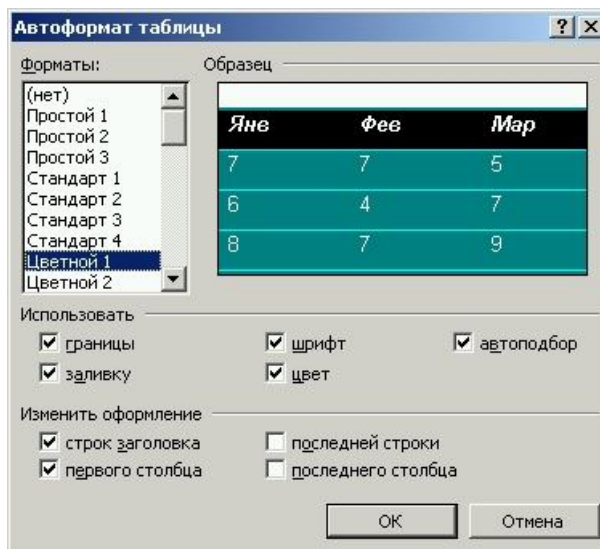 Автоформат таблицы
Форматы:
(нет)
Простой 1
Простой 2
Простой 3
Стандарт 1
Стандарт 2
Стандарт 3
Стандарт 4
Цветной 1
Цветной 2
Образец
Янв Фев Мар
7 7 5
6 4 7
8 7 9
Использовать
границы шрифт автоподбор
заливку цвет
Изменить оформление
строк заголовка последней строки
первого столбца последнего столбца
ОК Отмена